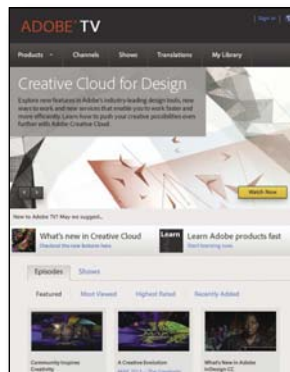 ADOBE® TV
Sign in
Products Channels Shows Translations My Library
Creative Cloud for Design
Explore new features in Adobe's industry-leading design tools, new
ways to work and new services that enable you to work faster and
more efficiently. Learn how to push your creative possibilities even
further with Adobe Creative Cloud.
Watch Now
New to Adobe TV? May we suggest...
What's new in Creative Cloud
Checkout the new features here
Learn
Learn Adobe products fast
Start learning now
Episodes Shows
Featured Most Viewed Highest Rated Recently Added
Community Inspires
Creativity
A Creative Evolution
What's New in Adobe
InDesign CC